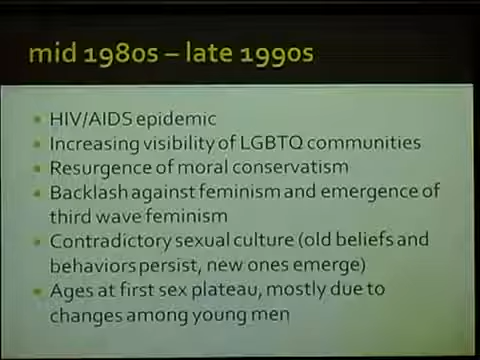 mid 1980s – late 1990s
HIV/AIDS epidemic
Increasing visibility of LGBTQ communities
Resurgence of moral conservatism
Backlash against feminism and emergence of
third wave feminism
Contradictory sexual culture (old beliefs and
behaviors persist, new ones emerge)
Ages at first sex plateau, mostly due to
changes among young men